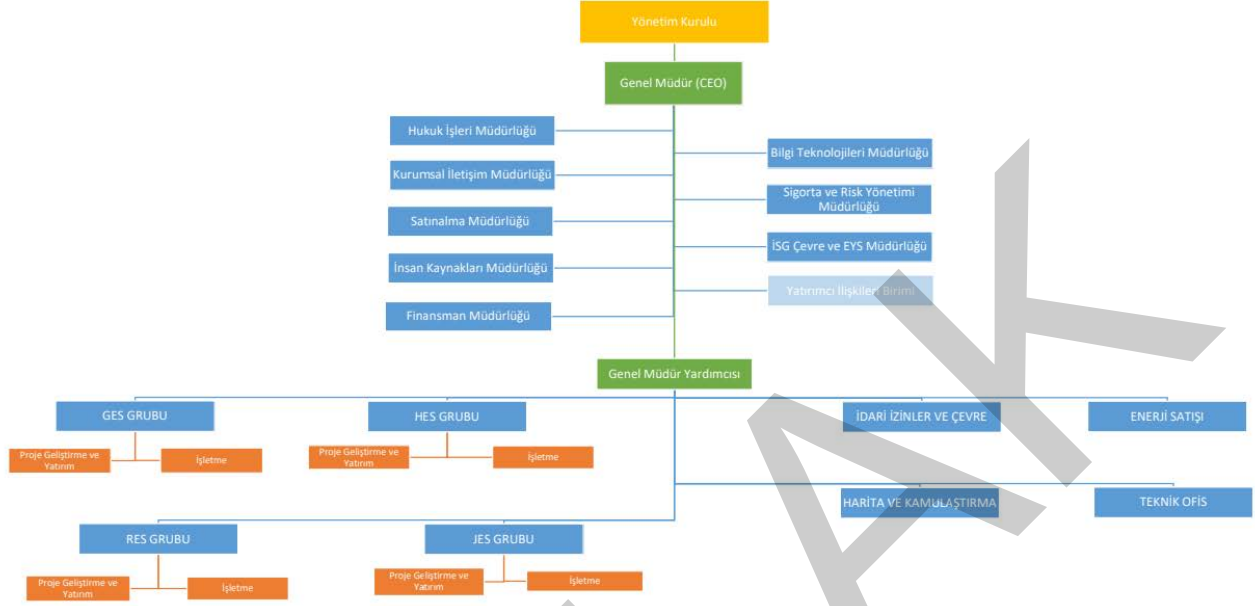 Yönetim Kurulu
Genel Müdür (CEO)
Hukuk İşleri Müdürlüğü
Bilgi Teknolojileri Müdürlüğü
Kurumsal İletişim Müdürlüğü
Sigorta ve Risk Yönetimi
Müdürlüğü
Satınalma Müdürlüğü
İSG Çevre ve EYS Müdürlüğü
İnsan Kaynakları Müdürlüğü
Yatırımcı İlişkileri Birimi
Finansman Müdürlüğü
Genel Müdür Yardımcısı
GES GRUBU
HES GRUBU
İDARİ İZİNLER VE ÇEVRE
ENERJİ SATIŞI
Proje Geliştirme ve
Yatırım
İşletme
Proje Geliştirme ve
Yatırım
İşletme
HARİTA VE KAMULAŞTIRMA
TEKNİK OFİS
RES GRUBU
JES GRUBU
Proje Geliştirme ve
Yatırım
İşletme
Proje Geliştirme ve
Yatırım
İşletme
AK